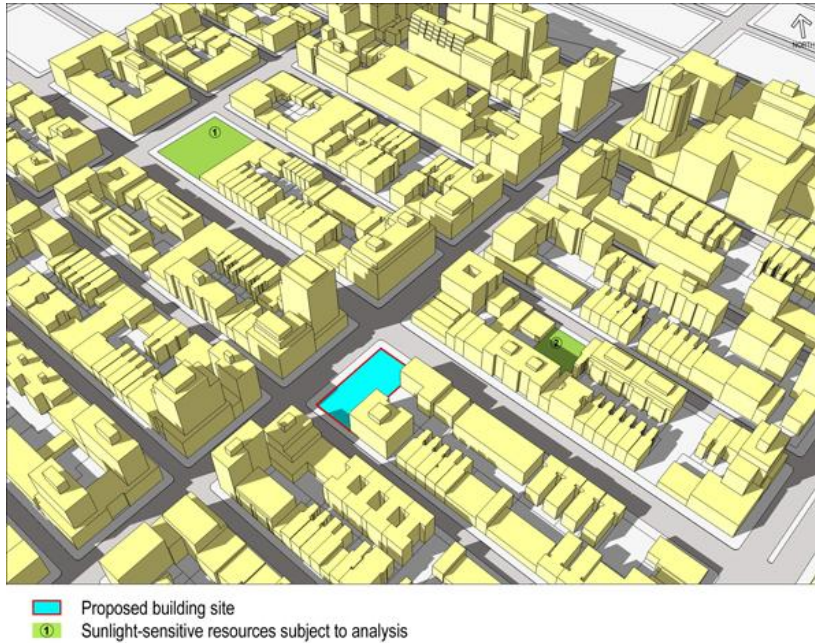 NORTH
①
②
Proposed building site
① Sunlight-sensitive resources subject to analysis